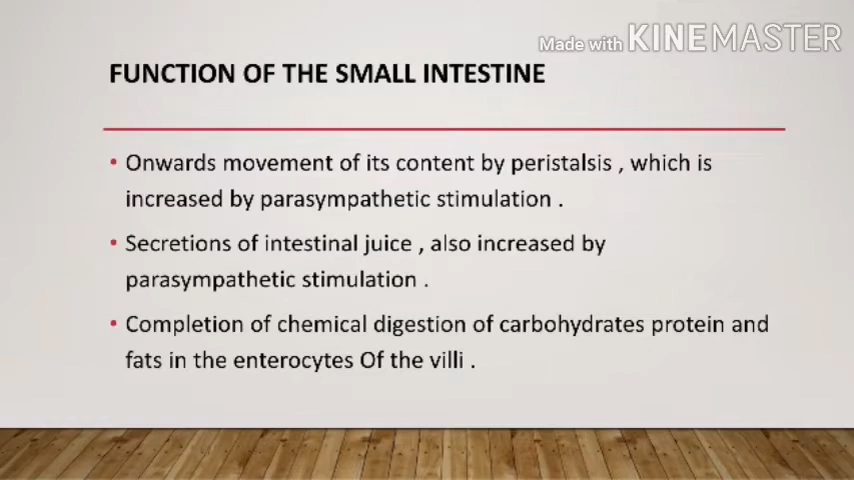 Made with KINEMASTER
FUNCTION OF THE SMALL INTESTINE
• Onwards movement of its content by peristalsis , which is
increased by parasympathetic stimulation .
• Secretions of intestinal juice , also increased by
parasympathetic stimulation .
• Completion of chemical digestion of carbohydrates protein and
fats in the enterocytes Of the villi .